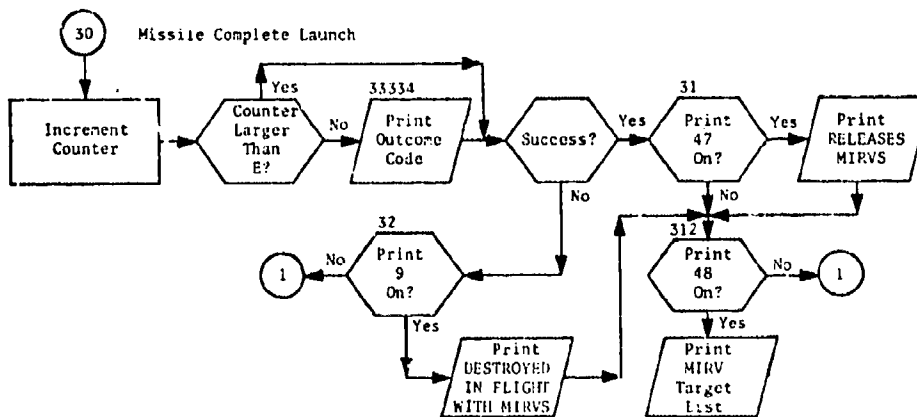 30 Missile Complete Launch
Increment
Counter
Counter
Larger
Than
E?
Yes
No
33334
Print
Outcome
Code
Success?
Yes
No
31
Print
47
On?
Yes
No
Print
RELEASES
MIRVS
32
Print
9
On?
No
1
Yes
Print
DESTROYED
IN FLIGHT
WITH MIRVS
312
Print
48
On?
No
1
Yes
Print
MIRV
Target
List